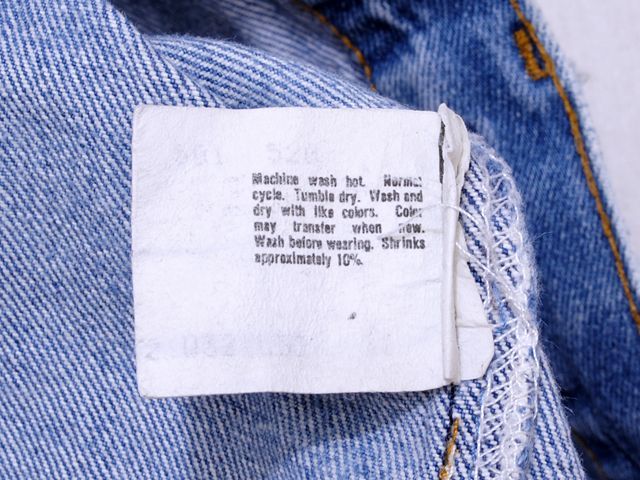 Machine wash hot. Normal
cycle. Tumble dry. Wash and
dry with like colors. Color
may transfer when new.
Wash before wearing. Shrinks
approximately 10%.